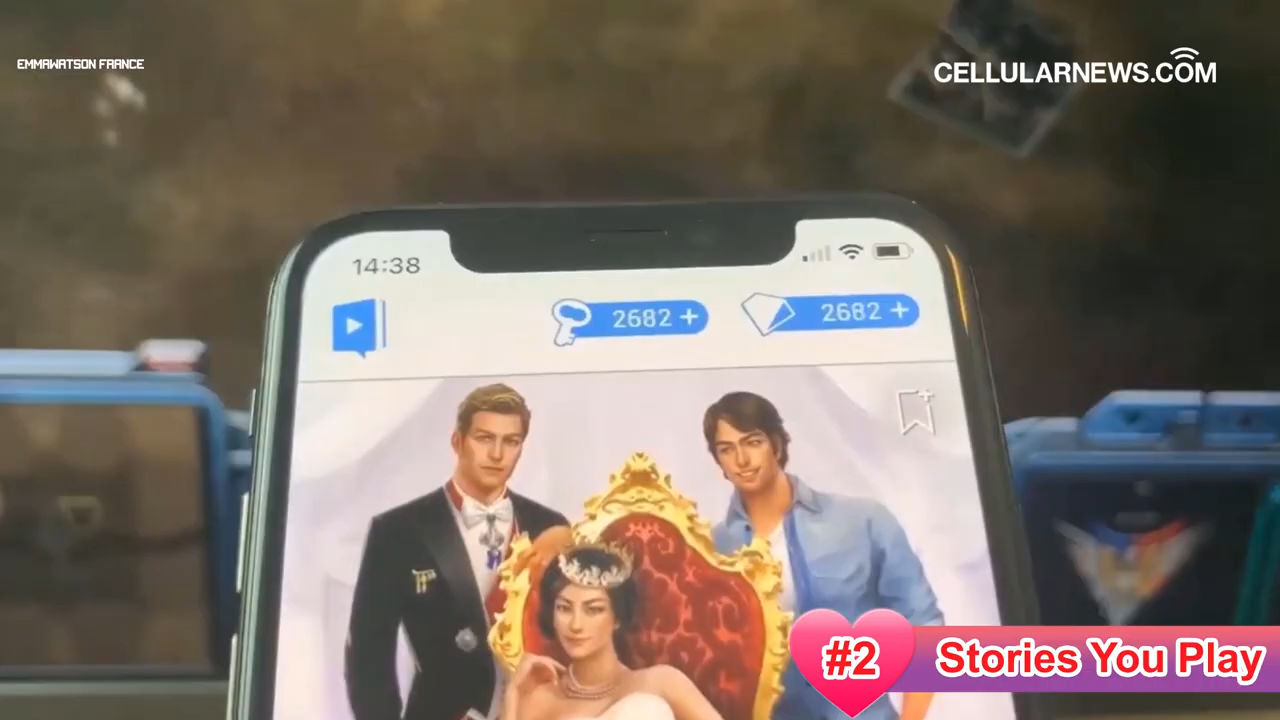 EMMAWATSON FRANCE
CELLULARNEWS.COM
14:38
2682 +
2682 +
#2 Stories You Play